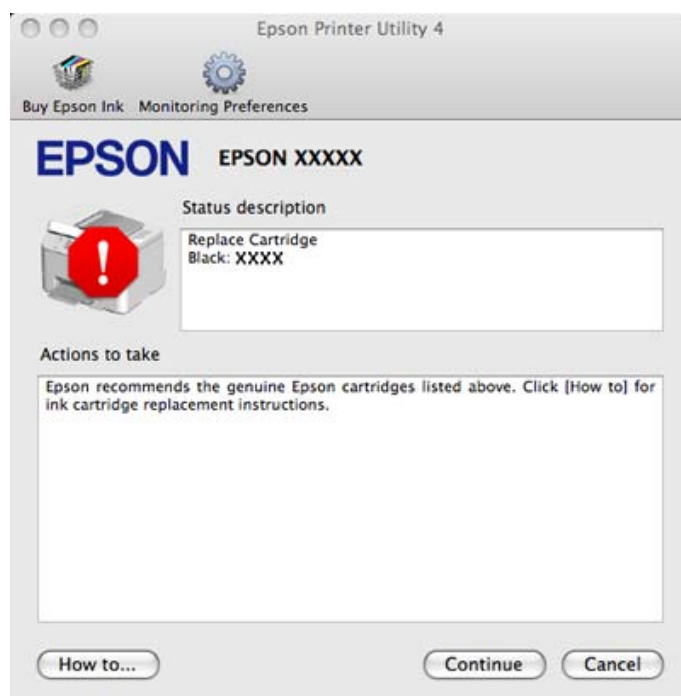 Epson Printer Utility 4
Buy Epson Ink Monitoring Preferences
EPSON EPSON XXXXX
Status description
Replace Cartridge
Black: XXXX
Actions to take
Epson recommends the genuine Epson cartridges listed above. Click [How to] for
ink cartridge replacement instructions.
How to... Continue Cancel